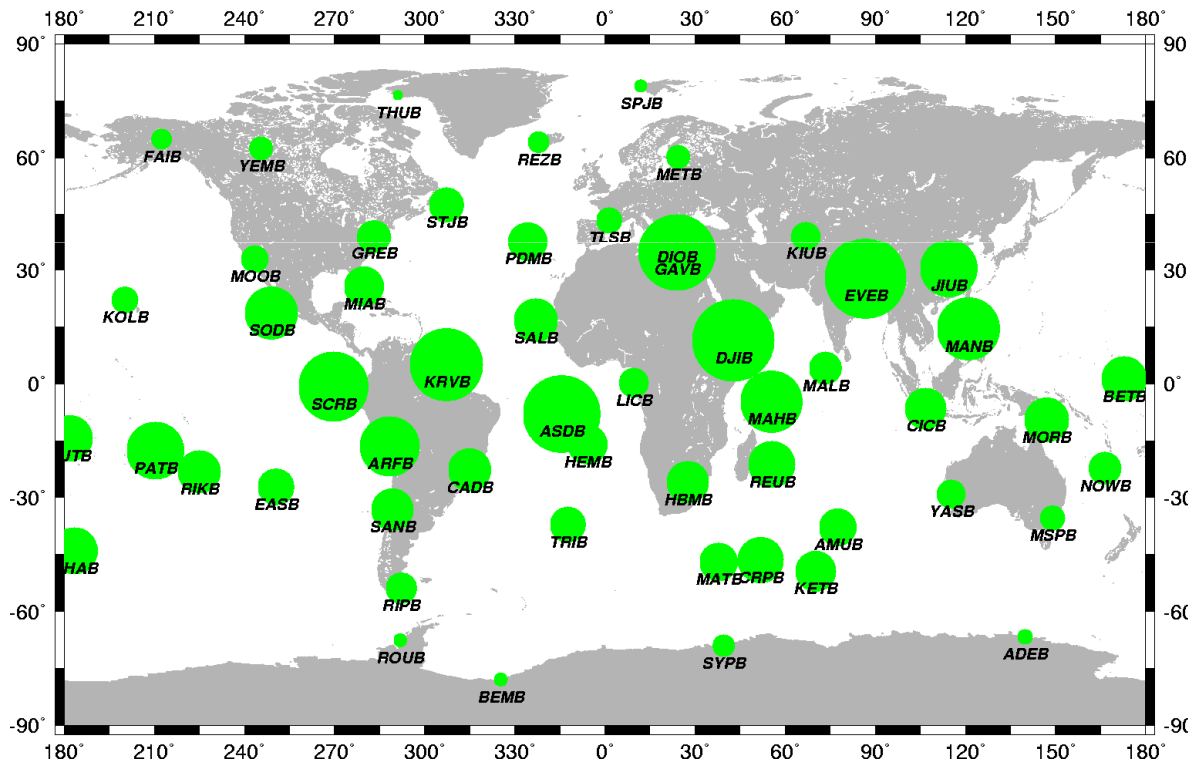 180 210° 240° 270° 300° 330° 0 30° 60° 90° 120° 150° 180
90° 90
SPJB
THUB
FAIB
YEMB
REZB
60° 60
METB
STJB
TLSB
GREB
PDMB
KIUB
DIOB
GAVB
30° 30
MOOB
JIUB
EVEB
MIAB
KOLB
SODB
SALB
MANB
DJIB
KRVB
0° 0
MALB
BETB
LICB
SCRB
MAHB
CICB
ASDB
MORB
UTB
PATB
ARFB
HEMB
RIKB
CADB
REUB
NOWB
-30° -30
EASB
HBMB
YASB
SANB
MSPB
TRIB
AMUB
HAB
MATB
CRPB
KETB
RIPB
-60° -60
ROUB
SYPB
ADEB
BEMB
-90° -90
180 210° 240° 270° 300° 330° 0 30° 60° 90° 120° 150° 180